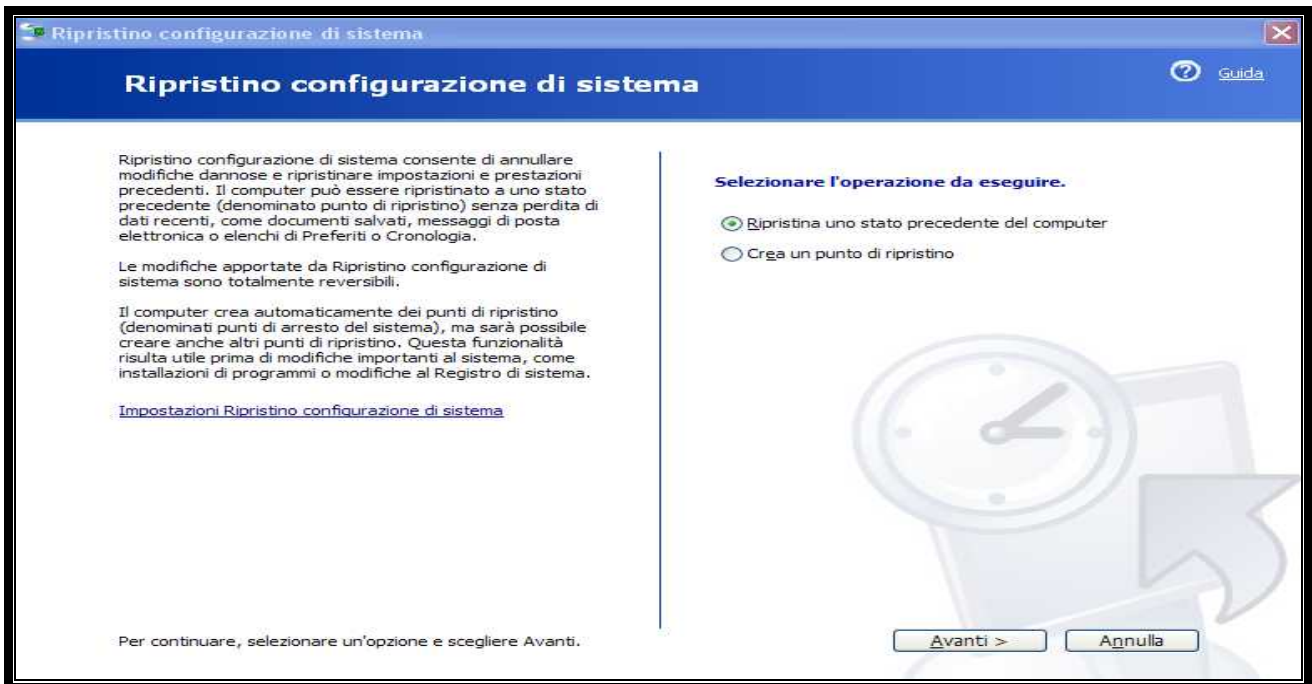 Ripristino configurazione di sistema
Ripristino configurazione di sistema
Guida
Ripristino configurazione di sistema consente di annullare
modifiche dannose e ripristinare impostazioni e prestazioni
precedenti. Il computer può essere ripristinato a uno stato
precedente (denominato punto di ripristino) senza perdita di
dati recenti, come documenti salvati, messaggi di posta
elettronica o elenchi di Preferiti o Cronologia.
Le modifiche apportate da Ripristino configurazione di
sistema sono totalmente reversibili.
Il computer crea automaticamente dei punti di ripristino
(denominati punti di arresto del sistema), ma sarà possibile
creare anche altri punti di ripristino. Questa funzionalità
risulta utile prima di modifiche importanti al sistema, come
installazioni di programmi o modifiche al Registro di sistema.
Impostazioni Ripristino configurazione di sistema
Selezionare l'operazione da eseguire.
Ripristina uno stato precedente del computer
Crea un punto di ripristino
Per continuare, selezionare un'opzione e scegliere Avanti.
Avanti >
Annulla